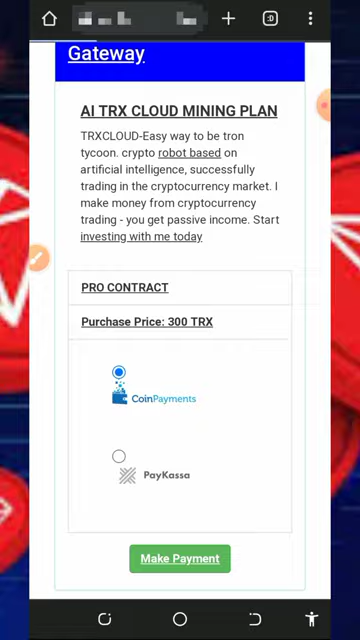 :D
Gateway
AI TRX CLOUD MINING PLAN
TRXCLOUD-Easy way to be tron
tycoon. crypto robot based on
artificial intelligence, successfully
trading in the cryptocurrency market. I
make money from cryptocurrency
trading - you get passive income. Start
investing with me today
PRO CONTRACT
Purchase Price: 300 TRX
CoinPayments
PayKassa
Make Payment